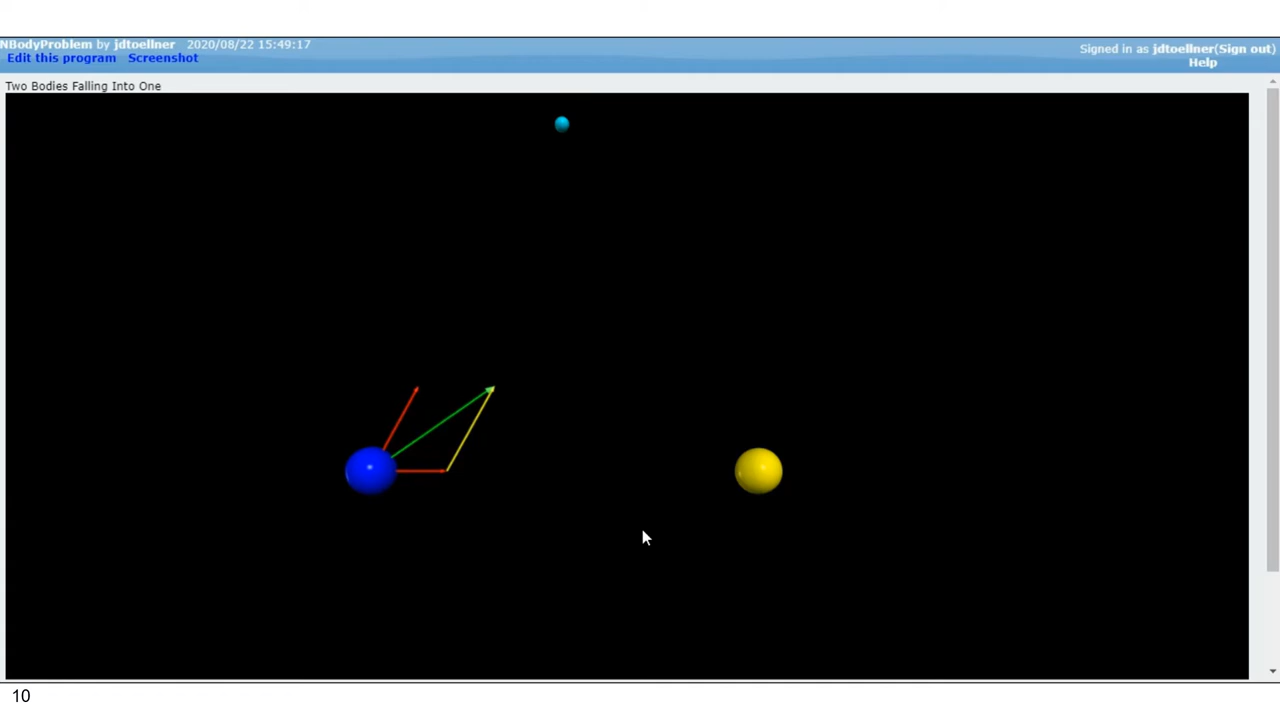 NBodyProblem by jdtoellner 2020/08/22 15:49:17
Signed in as jdtoellner(Sign out)
Edit this program Screenshot
Help
Two Bodies Falling Into One
10